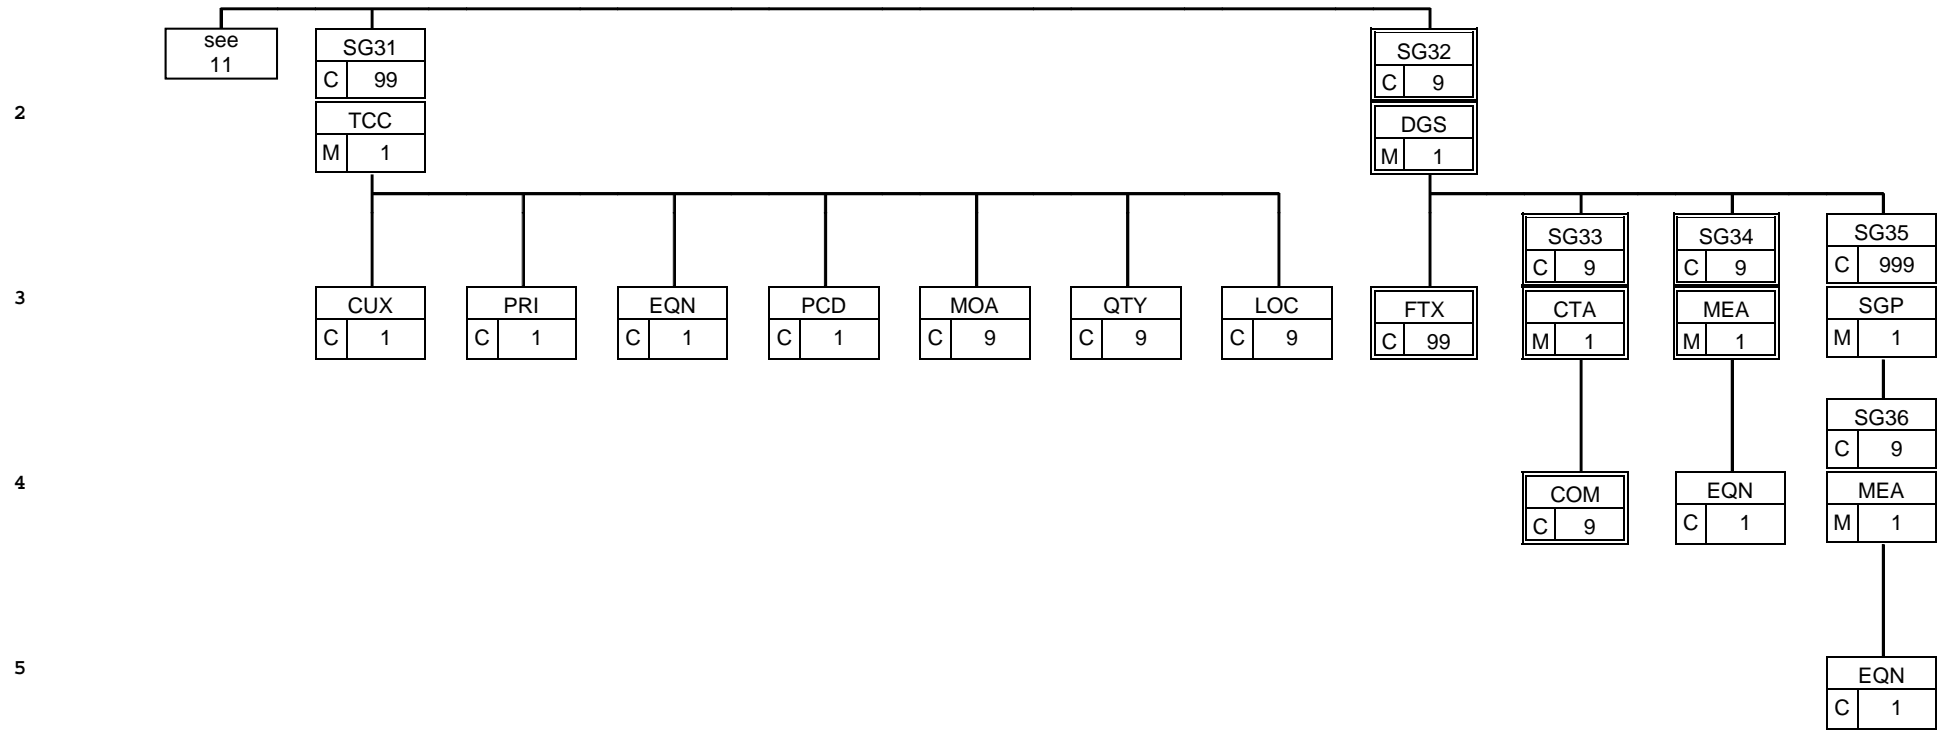 see
11
SG31
C 99
TCC
M 1
SG32
C 9
DGS
M 1
2
SG33
C 9
SG34
C 9
SG35
C 999
3
CUX
C 1
PRI
C 1
EQN
C 1
PCD
C 1
MOA
C 9
QTY
C 9
LOC
C 9
FTX
C 99
CTA
M 1
MEA
M 1
SGP
M 1
SG36
C 9
4
COM
C 9
EQN
C 1
MEA
M 1
5
EQN
C 1